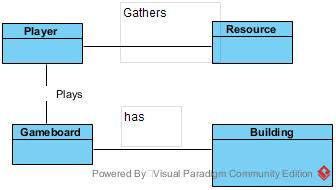 Gathers
Player
Resource
Plays
has
Gameboard
Building
Powered By Visual Paradigm Community Edition